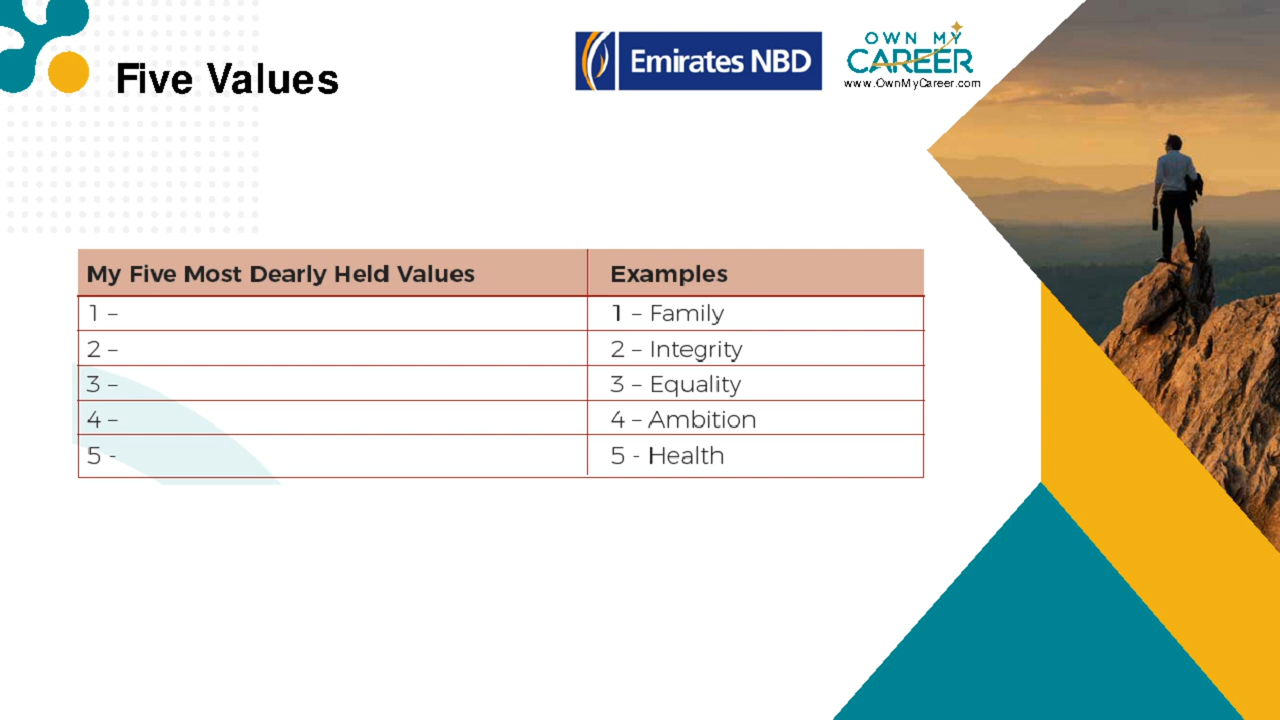 Five Values
Emirates NBD
OWN MY
CAREER
www.OwnMyCareer.com
My Five Most Dearly Held Values Examples
1 – 1 – Family
2 – 2 – Integrity
3 – 3 – Equality
4 – 4 – Ambition
5 - 5 - Health